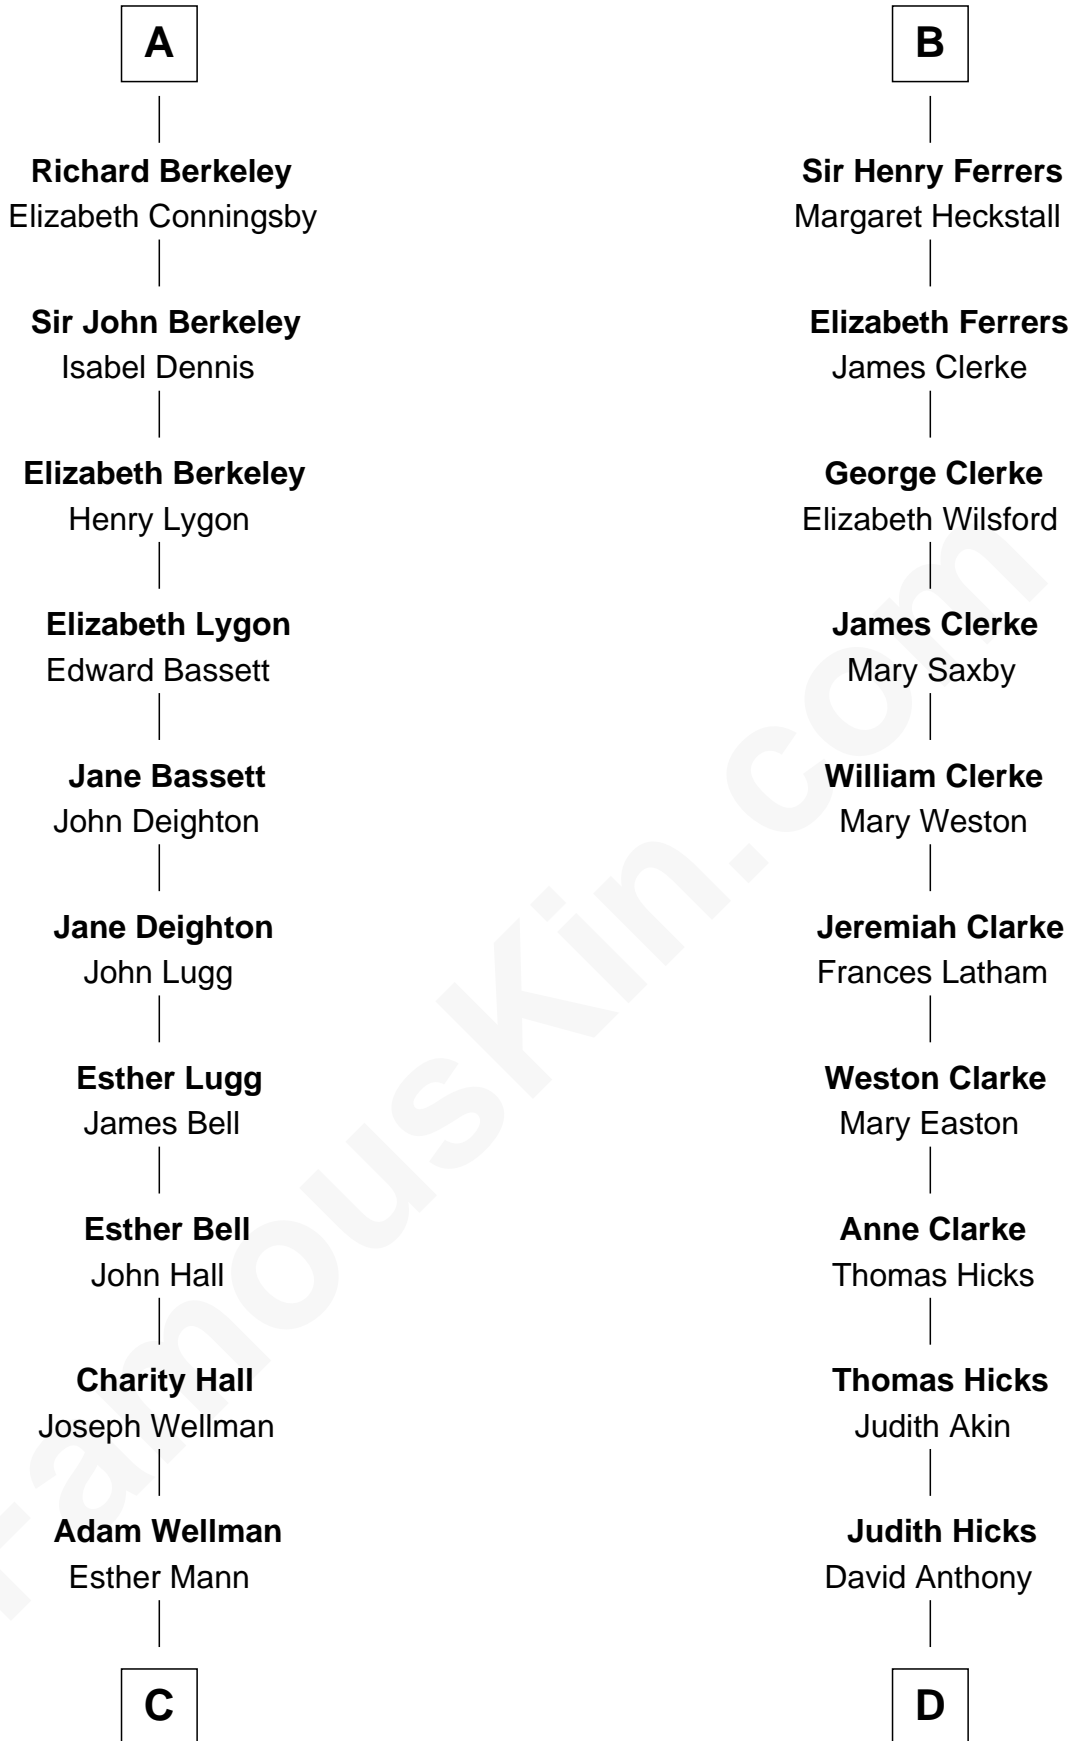 A
Richard Berkeley
Elizabeth Conningsby
Sir John Berkeley
Isabel Dennis
Elizabeth Berkeley
Henry Lygon
Elizabeth Lygon
Edward Bassett
Jane Bassett
John Deighton
Jane Deighton
John Lugg
Esther Lugg
James Bell
Esther Bell
John Hall
Charity Hall
Joseph Wellman
Adam Wellman
Esther Mann
C
B
Sir Henry Ferrers
Margaret Heckstall
Elizabeth Ferrers
James Clerke
George Clerke
Elizabeth Wilsford
James Clerke
Mary Saxby
William Clerke
Mary Weston
Jeremiah Clarke
Frances Latham
Weston Clarke
Mary Easton
Anne Clarke
Thomas Hicks
Thomas Hicks
Judith Akin
Judith Hicks
David Anthony
D
FamousKin.com